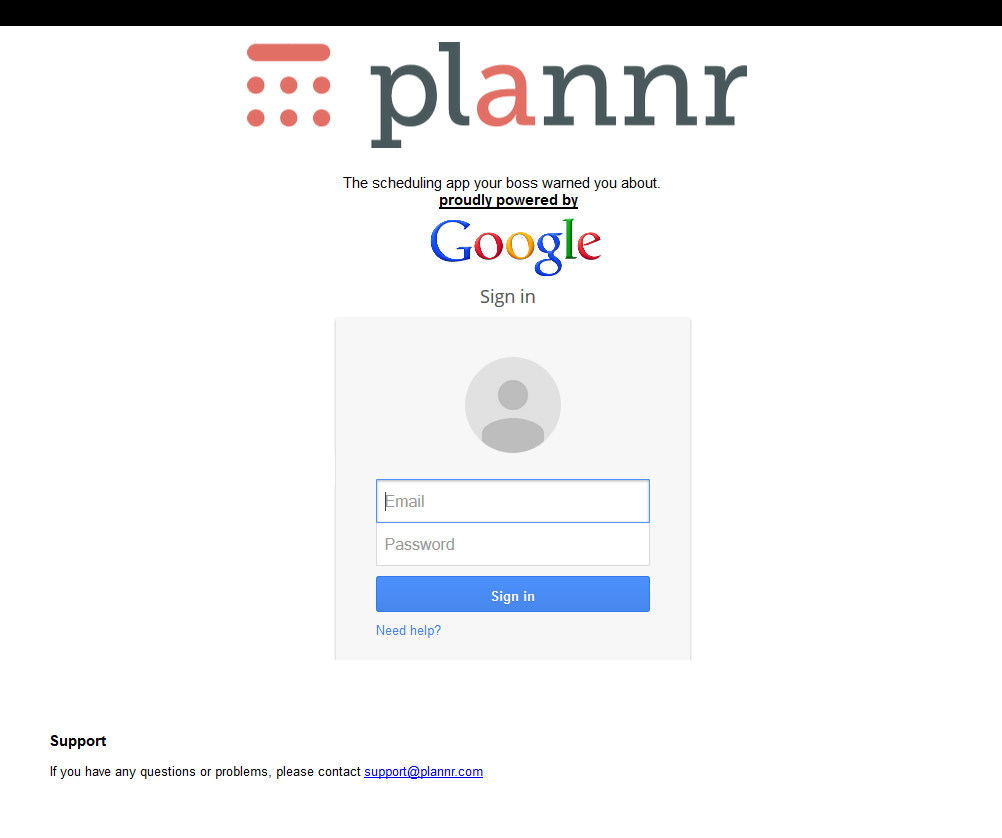 plannr
The scheduling app your boss warned you about.
proudly powered by
Google
Sign in
Email
Password
Sign in
Need help?
Support
If you have any questions or problems, please contact support@plannr.com